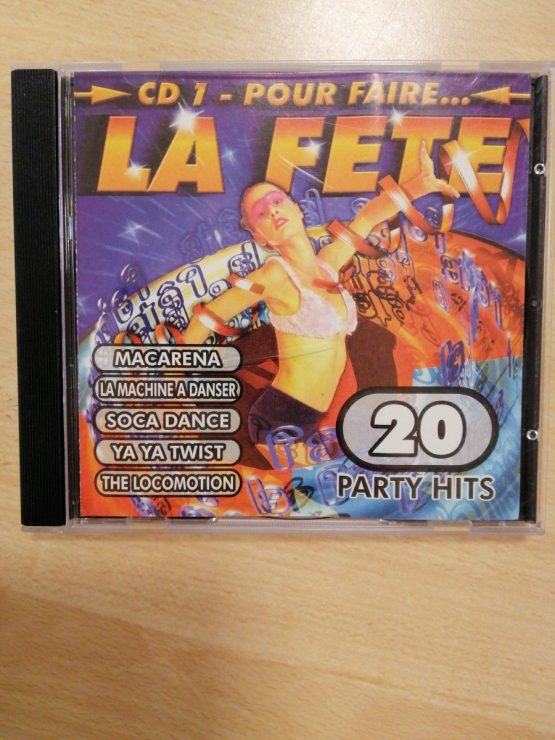 CD 1 - POUR FAIRE...
LA FETE
MACARENA
LA MACHINE A DANSER
SOCA DANCE
YA YA TWIST
THE LOCOMOTION
20
PARTY HITS